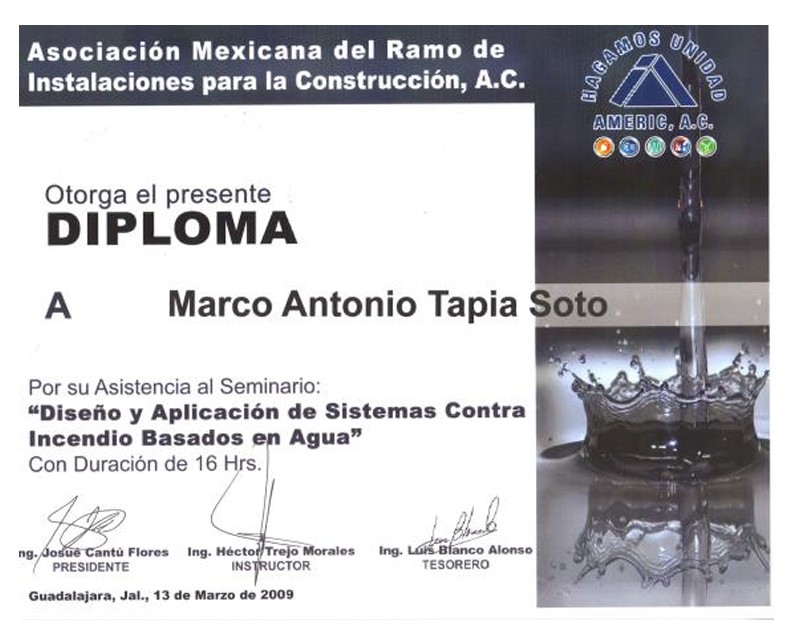 Asociación Mexicana del Ramo de
Instalaciones para la Construcción, A.C.
HAGAMOS UNIDAD
AMERIC, A.C.
Otorga el presente
DIPLOMA
A Marco Antonio Tapia Soto
Por su Asistencia al Seminario:
“Diseño y Aplicación de Sistemas Contra
Incendio Basados en Agua”
Con Duración de 16 Hrs.
ng. Josué Cantú Flores Ing. Héctor Trejo Morales Ing. Luis Blanco Alonso
PRESIDENTE INSTRUCTOR TESORERO
Guadalajara, Jal., 13 de Marzo de 2009